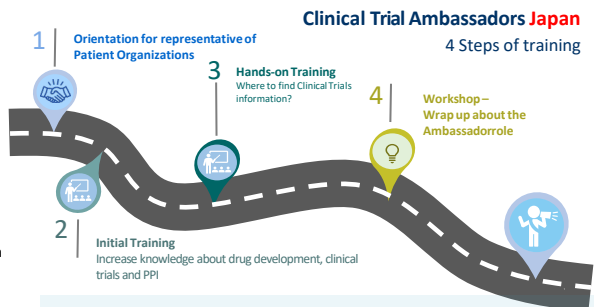 Clinical Trial Ambassadors Japan
4 Steps of training
1
Orientation for representative of
Patient Organizations
3
Hands-on Training
Where to find Clinical Trials
information?
4
Workshop –
Wrap up about the
Ambassadorrole
2
Initial Training
Increase knowledge about drug development, clinical
trials and PPI